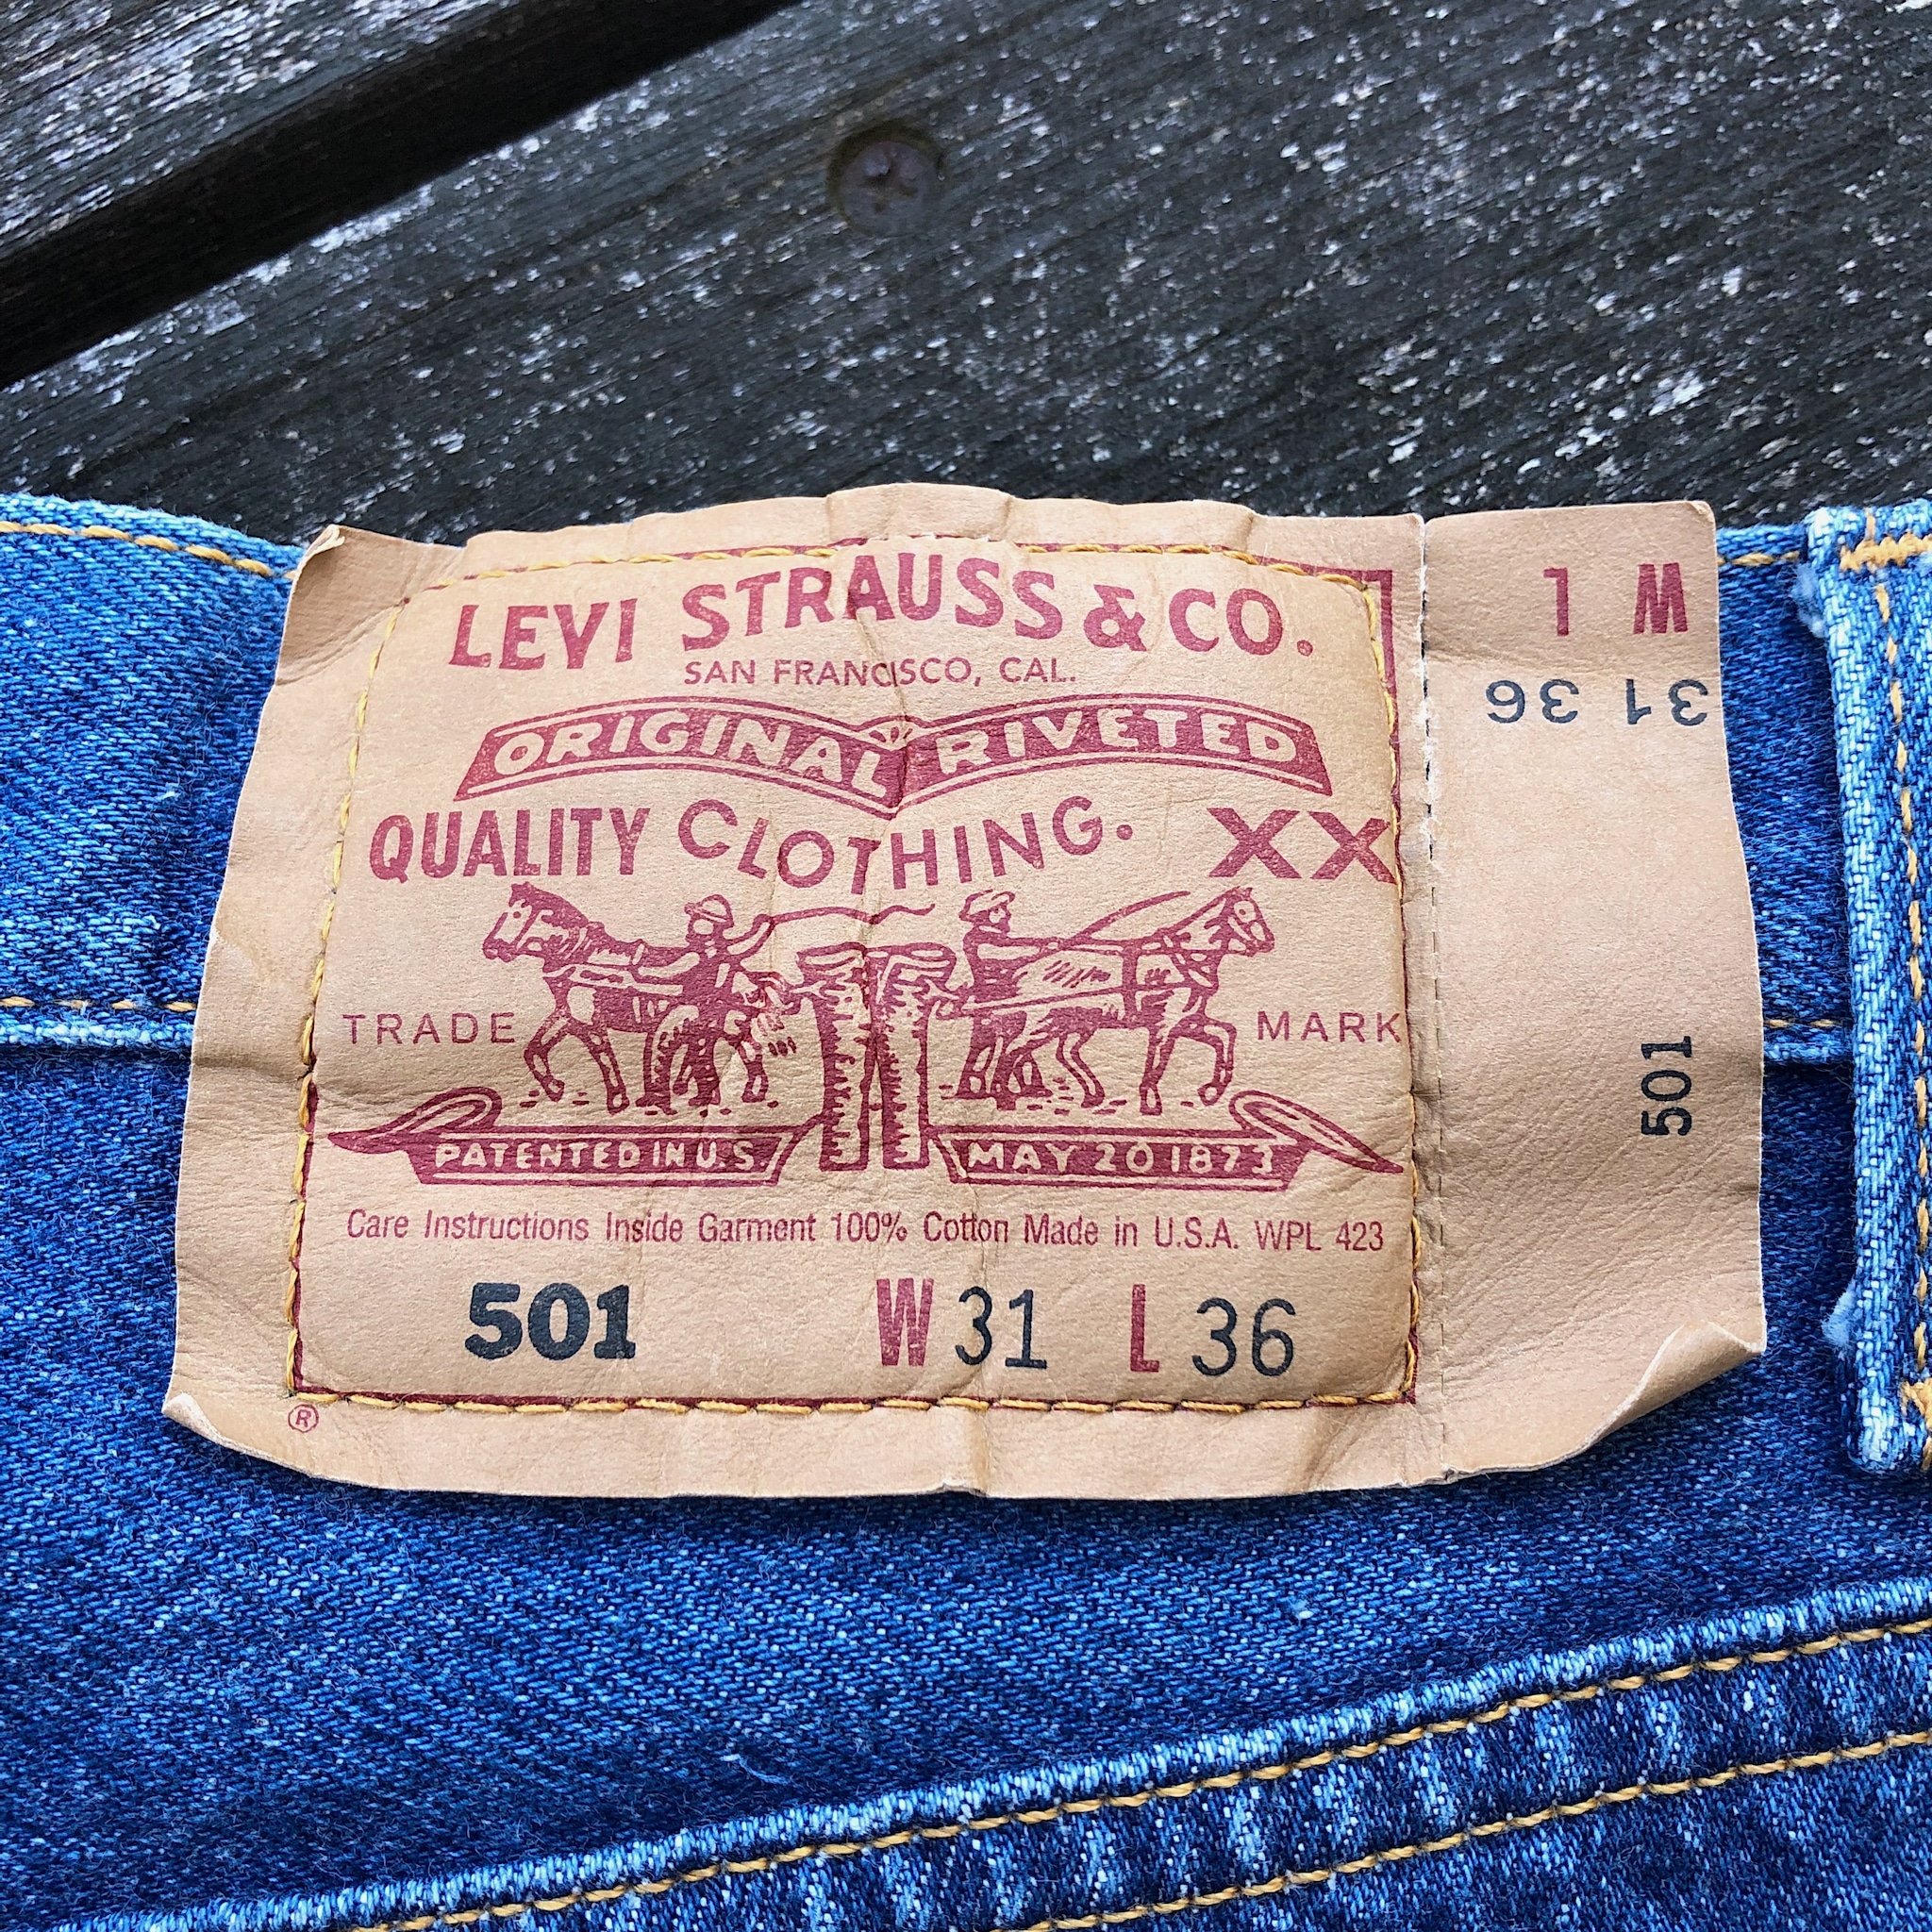 LEVI STRAUSS & CO.
SAN FRANCISCO, CAL.
ORIGINAL RIVETED
QUALITY CLOTHING. XX
TRADE MARK
PATENTED IN U.S. MAY 20 1873
Care Instructions Inside Garment 100% Cotton Made in U.S.A. WPL 423
501 W 31 L 36
®
W L
31 36
501